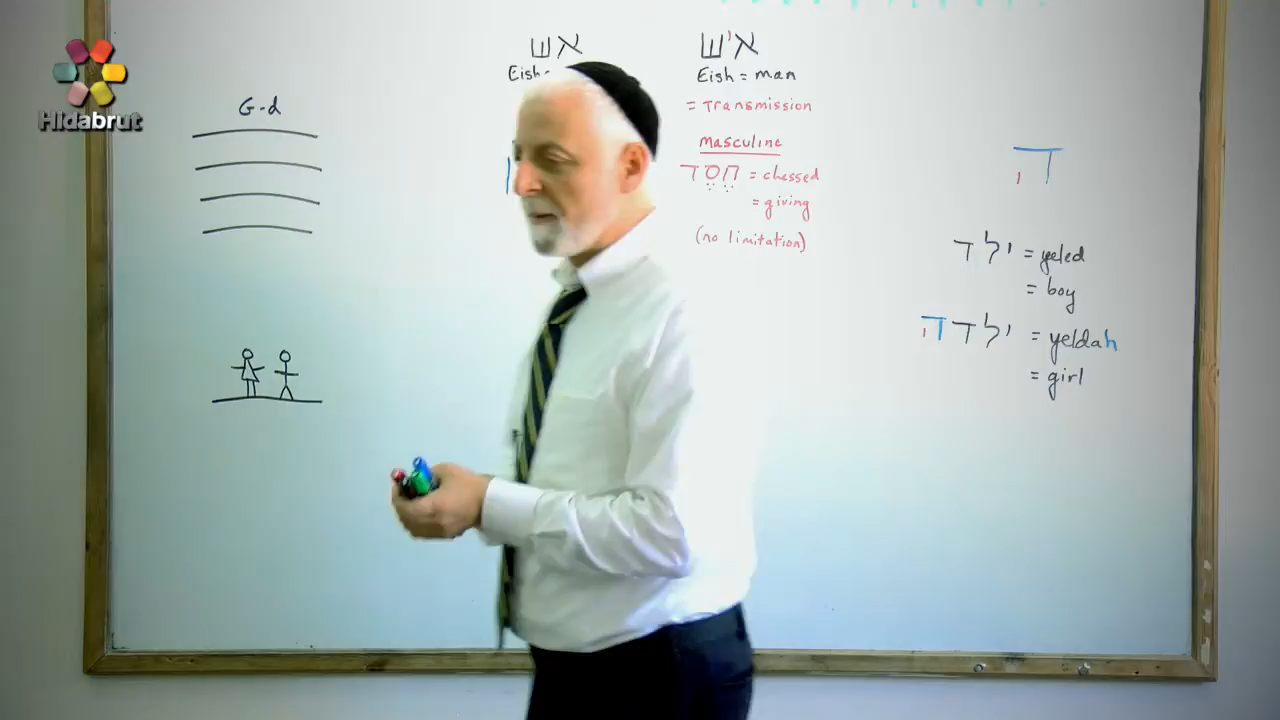 Hidabrut
G-d
אש
Eish=
איש
Eish = man
= Transmission
masculine
חסד = chessed
= giving
(no limitation)
ה
ילד = yeled
= boy
ילדה = yeldah
= girl